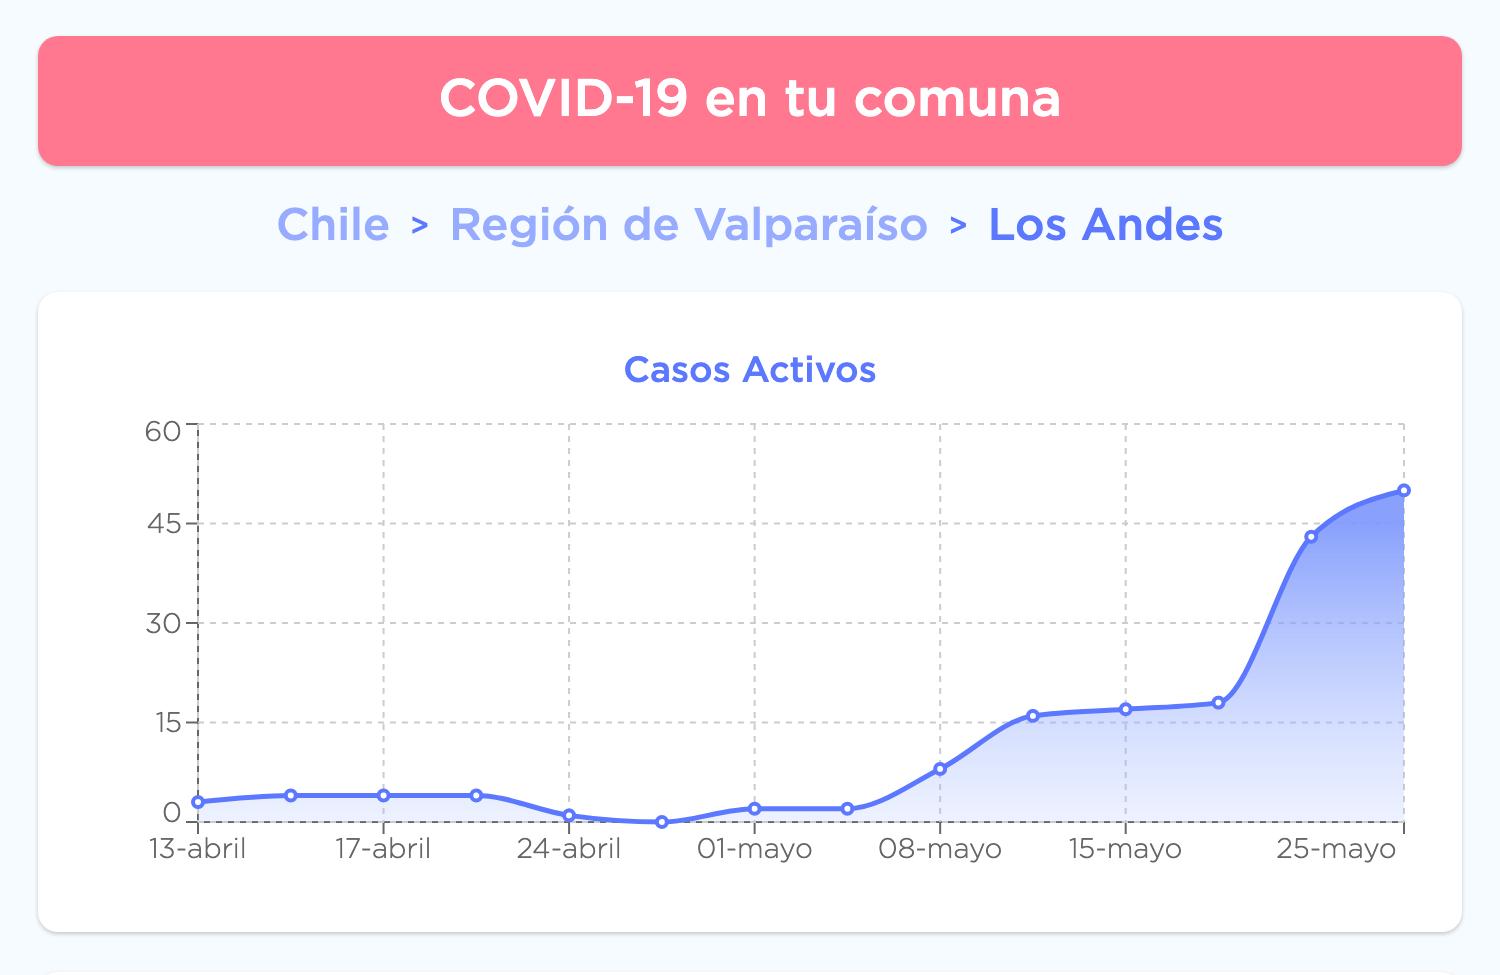 COVID-19 en tu comuna
Chile > Región de Valparaíso > Los Andes
Casos Activos
60
45
30
15
0
13-abril 17-abril 24-abril 01-mayo 08-mayo 15-mayo 25-mayo